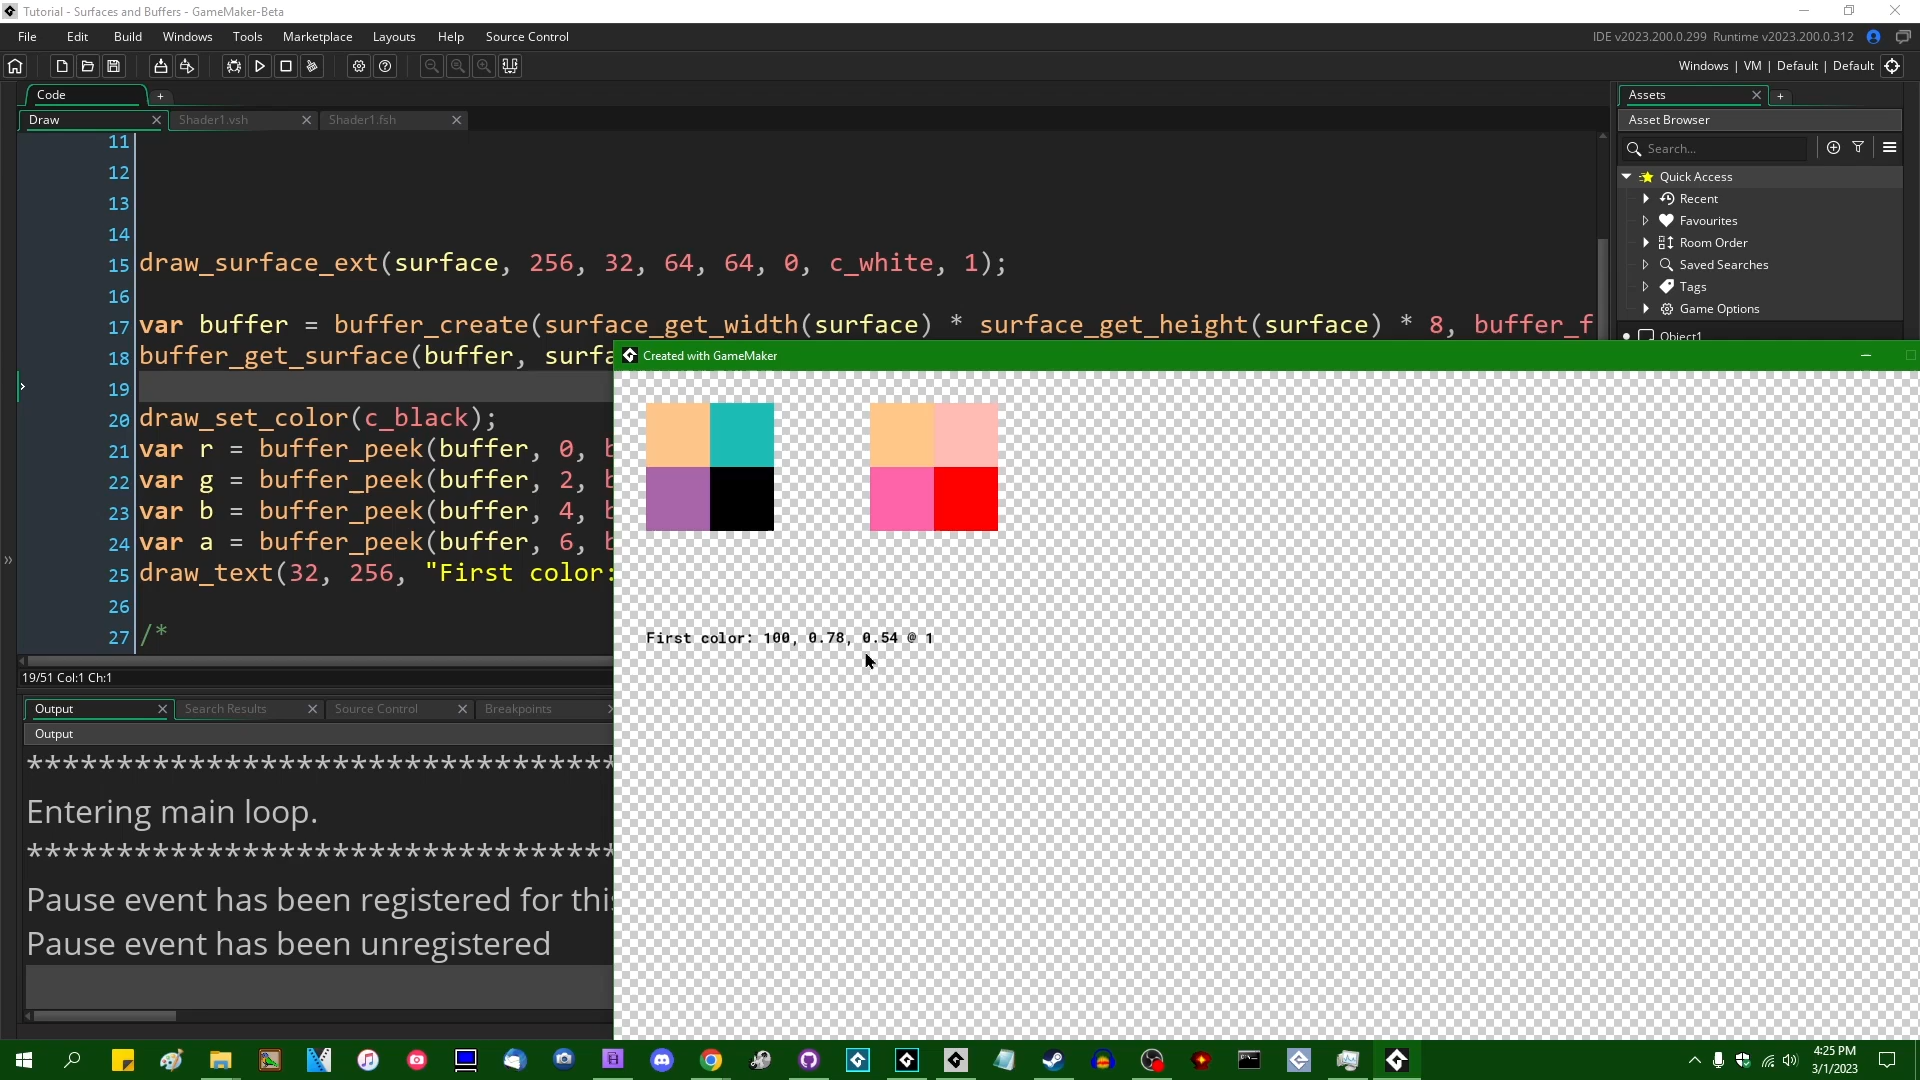 Tutorial - Surfaces and Buffers - GameMaker-Beta
File Edit Build Windows Tools Marketplace Layouts Help Source Control
IDE v2023.200.0.299 Runtime v2023.200.0.312
Windows | VM | Default | Default
Code
Draw
Shader1.vsh
Shader1.fsh
11
12
13
14
15 draw_surface_ext(surface, 256, 32, 64, 64, 0, c_white, 1);
16
17 var buffer = buffer_create(surface_get_width(surface) * surface_get_height(surface) * 8, buffer_f
18 buffer_get_surface(buffer, surfa
19
20 draw_set_color(c_black);
21 var r = buffer_peek(buffer, 0, b
22 var g = buffer_peek(buffer, 2, b
23 var b = buffer_peek(buffer, 4, b
24 var a = buffer_peek(buffer, 6, b
25 draw_text(32, 256, "First color:
26
27 /*
19/51 Col:1 Ch:1
Output
Search Results
Source Control
Breakpoints
Output
**********************************
Entering main loop.
**********************************
Pause event has been registered for this
Pause event has been unregistered
Assets
Asset Browser
Search...
Quick Access
Recent
Favourites
Room Order
Saved Searches
Tags
Game Options
Object1
Created with GameMaker
First color: 100, 0.78, 0.54 @ 1
4:25 PM
3/1/2023